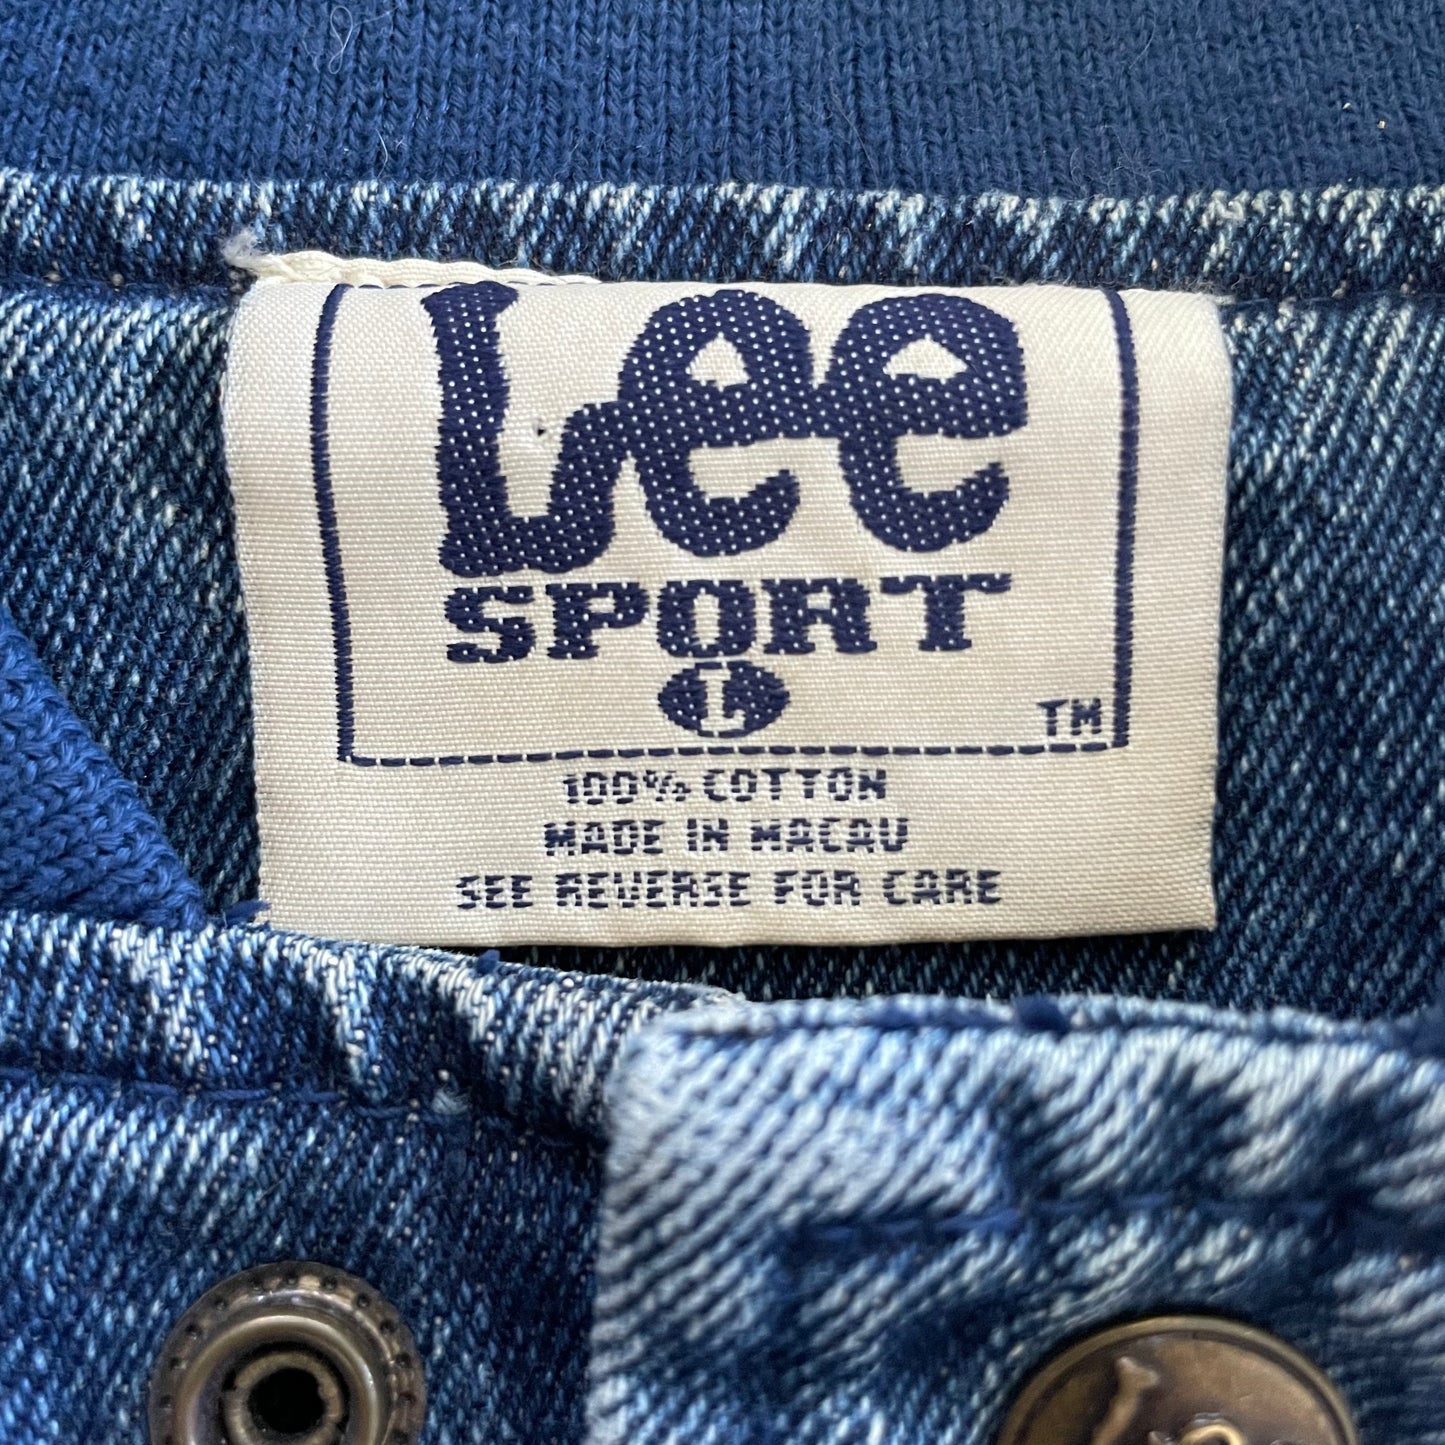 Lee
SPORT
L
TM
100% COTTON
MADE IN MACAU
SEE REVERSE FOR CARE